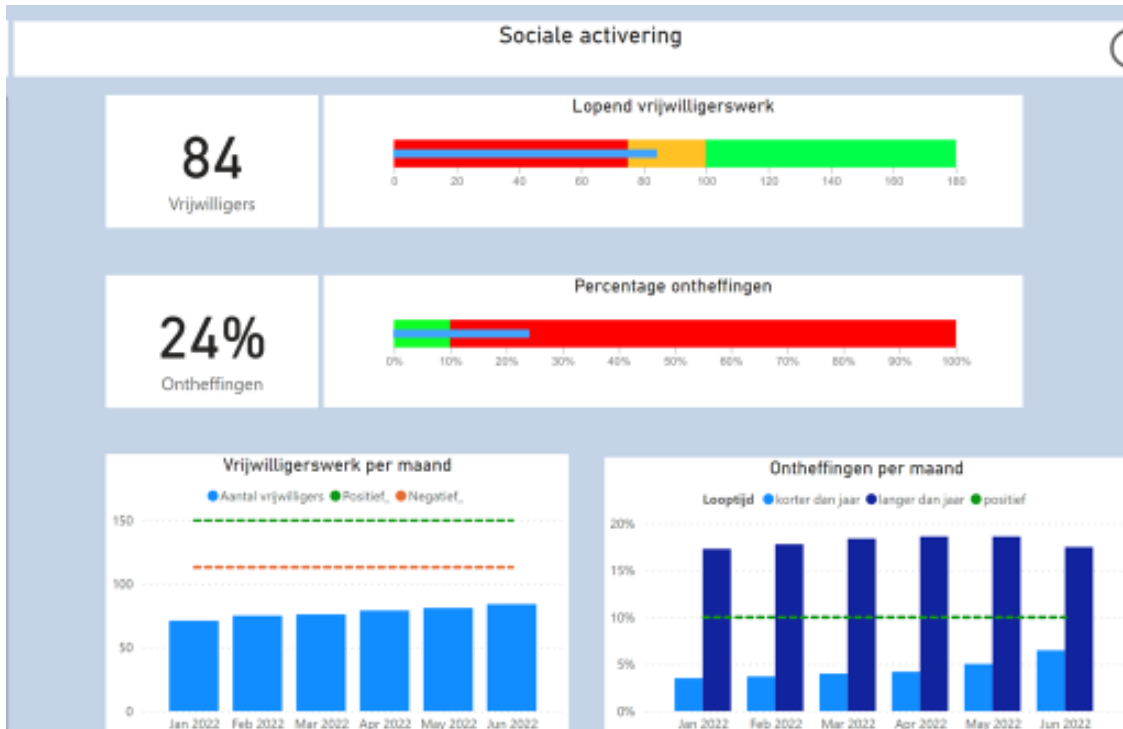 Sociale activering
84
Vrijwilligers
Lopend vrijwilligerswerk
0 20 40 60 80 100 120 140 160 180
24%
Ontheffingen
Percentage ontheffingen
0% 10% 20% 30% 40% 50% 60% 70% 80% 90% 100%
Vrijwilligerswerk per maand
Aantal vrijwilligers Positief,, Negatief,,
150
100
50
0
Jan 2022 Feb 2022 Mar 2022 Apr 2022 May 2022 Jun 2022
Ontheffingen per maand
Looptijd korter dan jaar langer dan jaar positief
20%
15%
10%
5%
0%
Jan 2022 Feb 2022 Mar 2022 Apr 2022 May 2022 Jun 2022